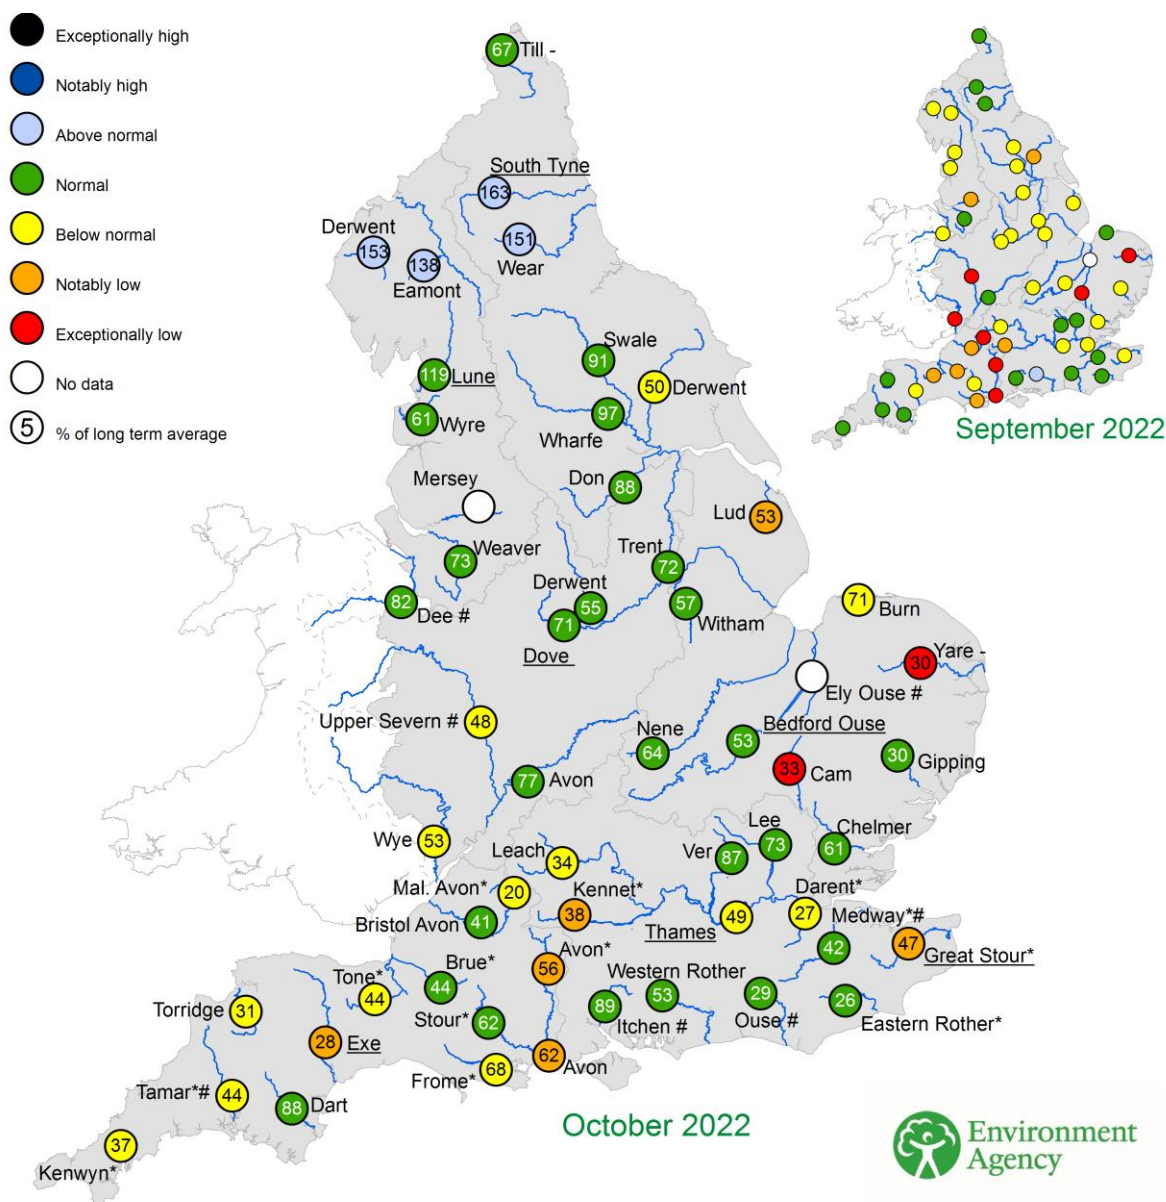 Exceptionally high
Notably high
Above normal
Normal
Below normal
Notably low
Exceptionally low
No data
5 % of long term average
67 Till -
South Tyne
163
Derwent
153
151
Wear
138
Eamont
Swale
91
119 Lune
50 Derwent
61 Wyre
97
Wharfe
September 2022
Mersey
Don
88
Lud 53
Weaver
73
Trent
72
Derwent
55
82
Dee #
71
Dove
57
Witham
71
Burn
Yare -
30
Ely Ouse #
Upper Severn # 48
Nene
64
Bedford Ouse
53
30 Gipping
33 Cam
77 Avon
Wye 53
Leach 34
Lee
73
Ver 87
Chelmer
61
Mal. Avon*
20
Kennet*
38
Darent*
27
Bristol Avon 41
Thames
49
Medway*#
42
47
Great Stour*
Avon*
56
Brue*
44
Tone*
44
Western Rother
53
89
Itchen #
29
Ouse #
26
Eastern Rother*
Torridge 31
Stour* 62
28 Exe
62 Avon
Frome* 68
Tamar*# 44
88 Dart
37
Kenwyn*
October 2022
Environment
Agency